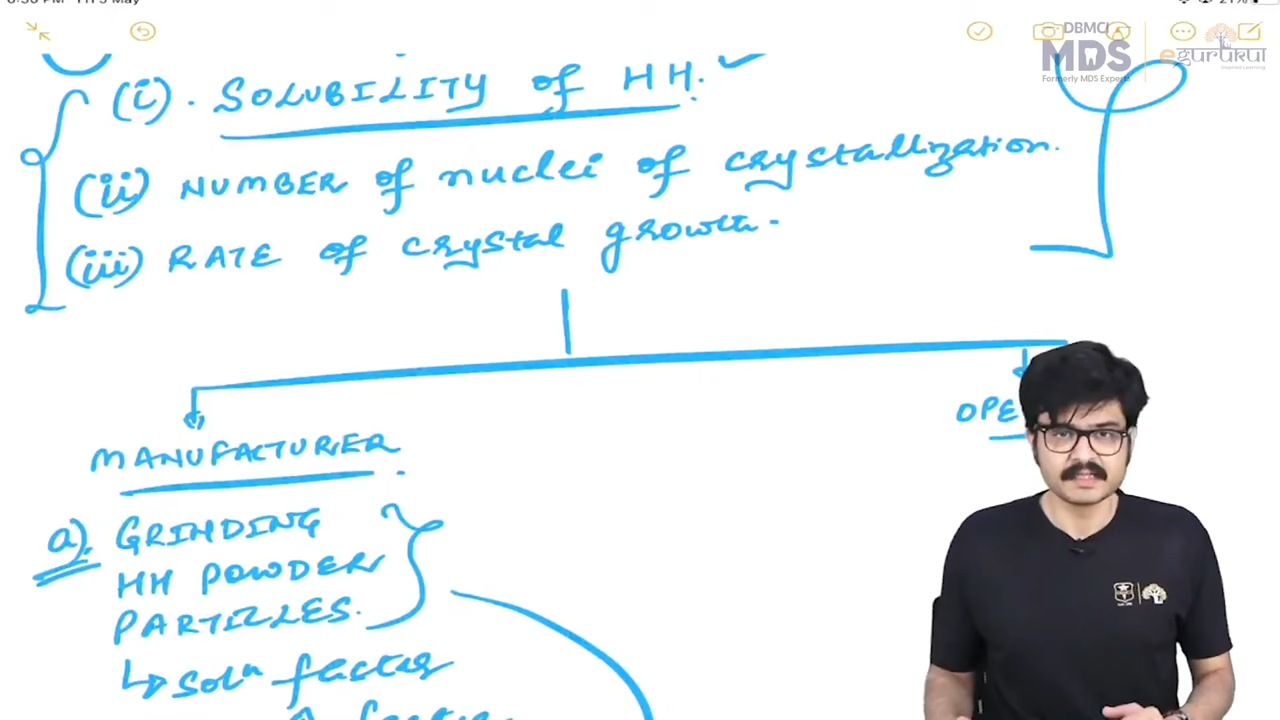 DBMCI
MDS
Formerly MDS Experts
egurukul
(i). SOLUBILITY of HH.
(ii) NUMBER of nuclei of crystallization.
(iii) RATE of crystal growth.
MANUFACTURER
OPE
a). GRINDING
HH POWDER
PARTICLES.
↳ Solⁿ factor
factor